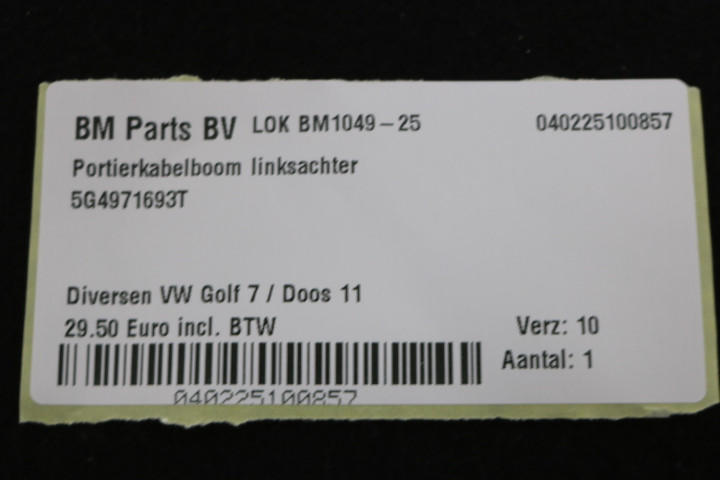 BM Parts BV LOK BM1049-25 040225100857
Portierkabelboom linksachter
5G4971693T
Diversen VW Golf 7 / Doos 11
29.50 Euro incl. BTW Verz: 10
Aantal: 1
040225100857